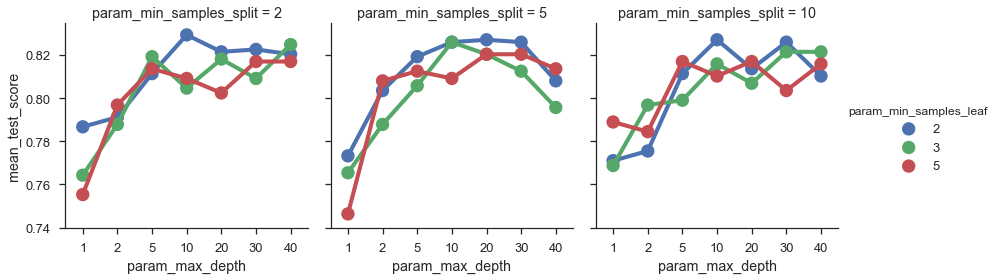 param_min_samples_split = 2
param_min_samples_split = 5
param_min_samples_split = 10
mean_test_score
0.82
0.80
0.78
0.76
0.74
1 2 5 10 20 30 40
1 2 5 10 20 30 40
1 2 5 10 20 30 40
param_max_depth
param_max_depth
param_max_depth
param_min_samples_leaf
2
3
5